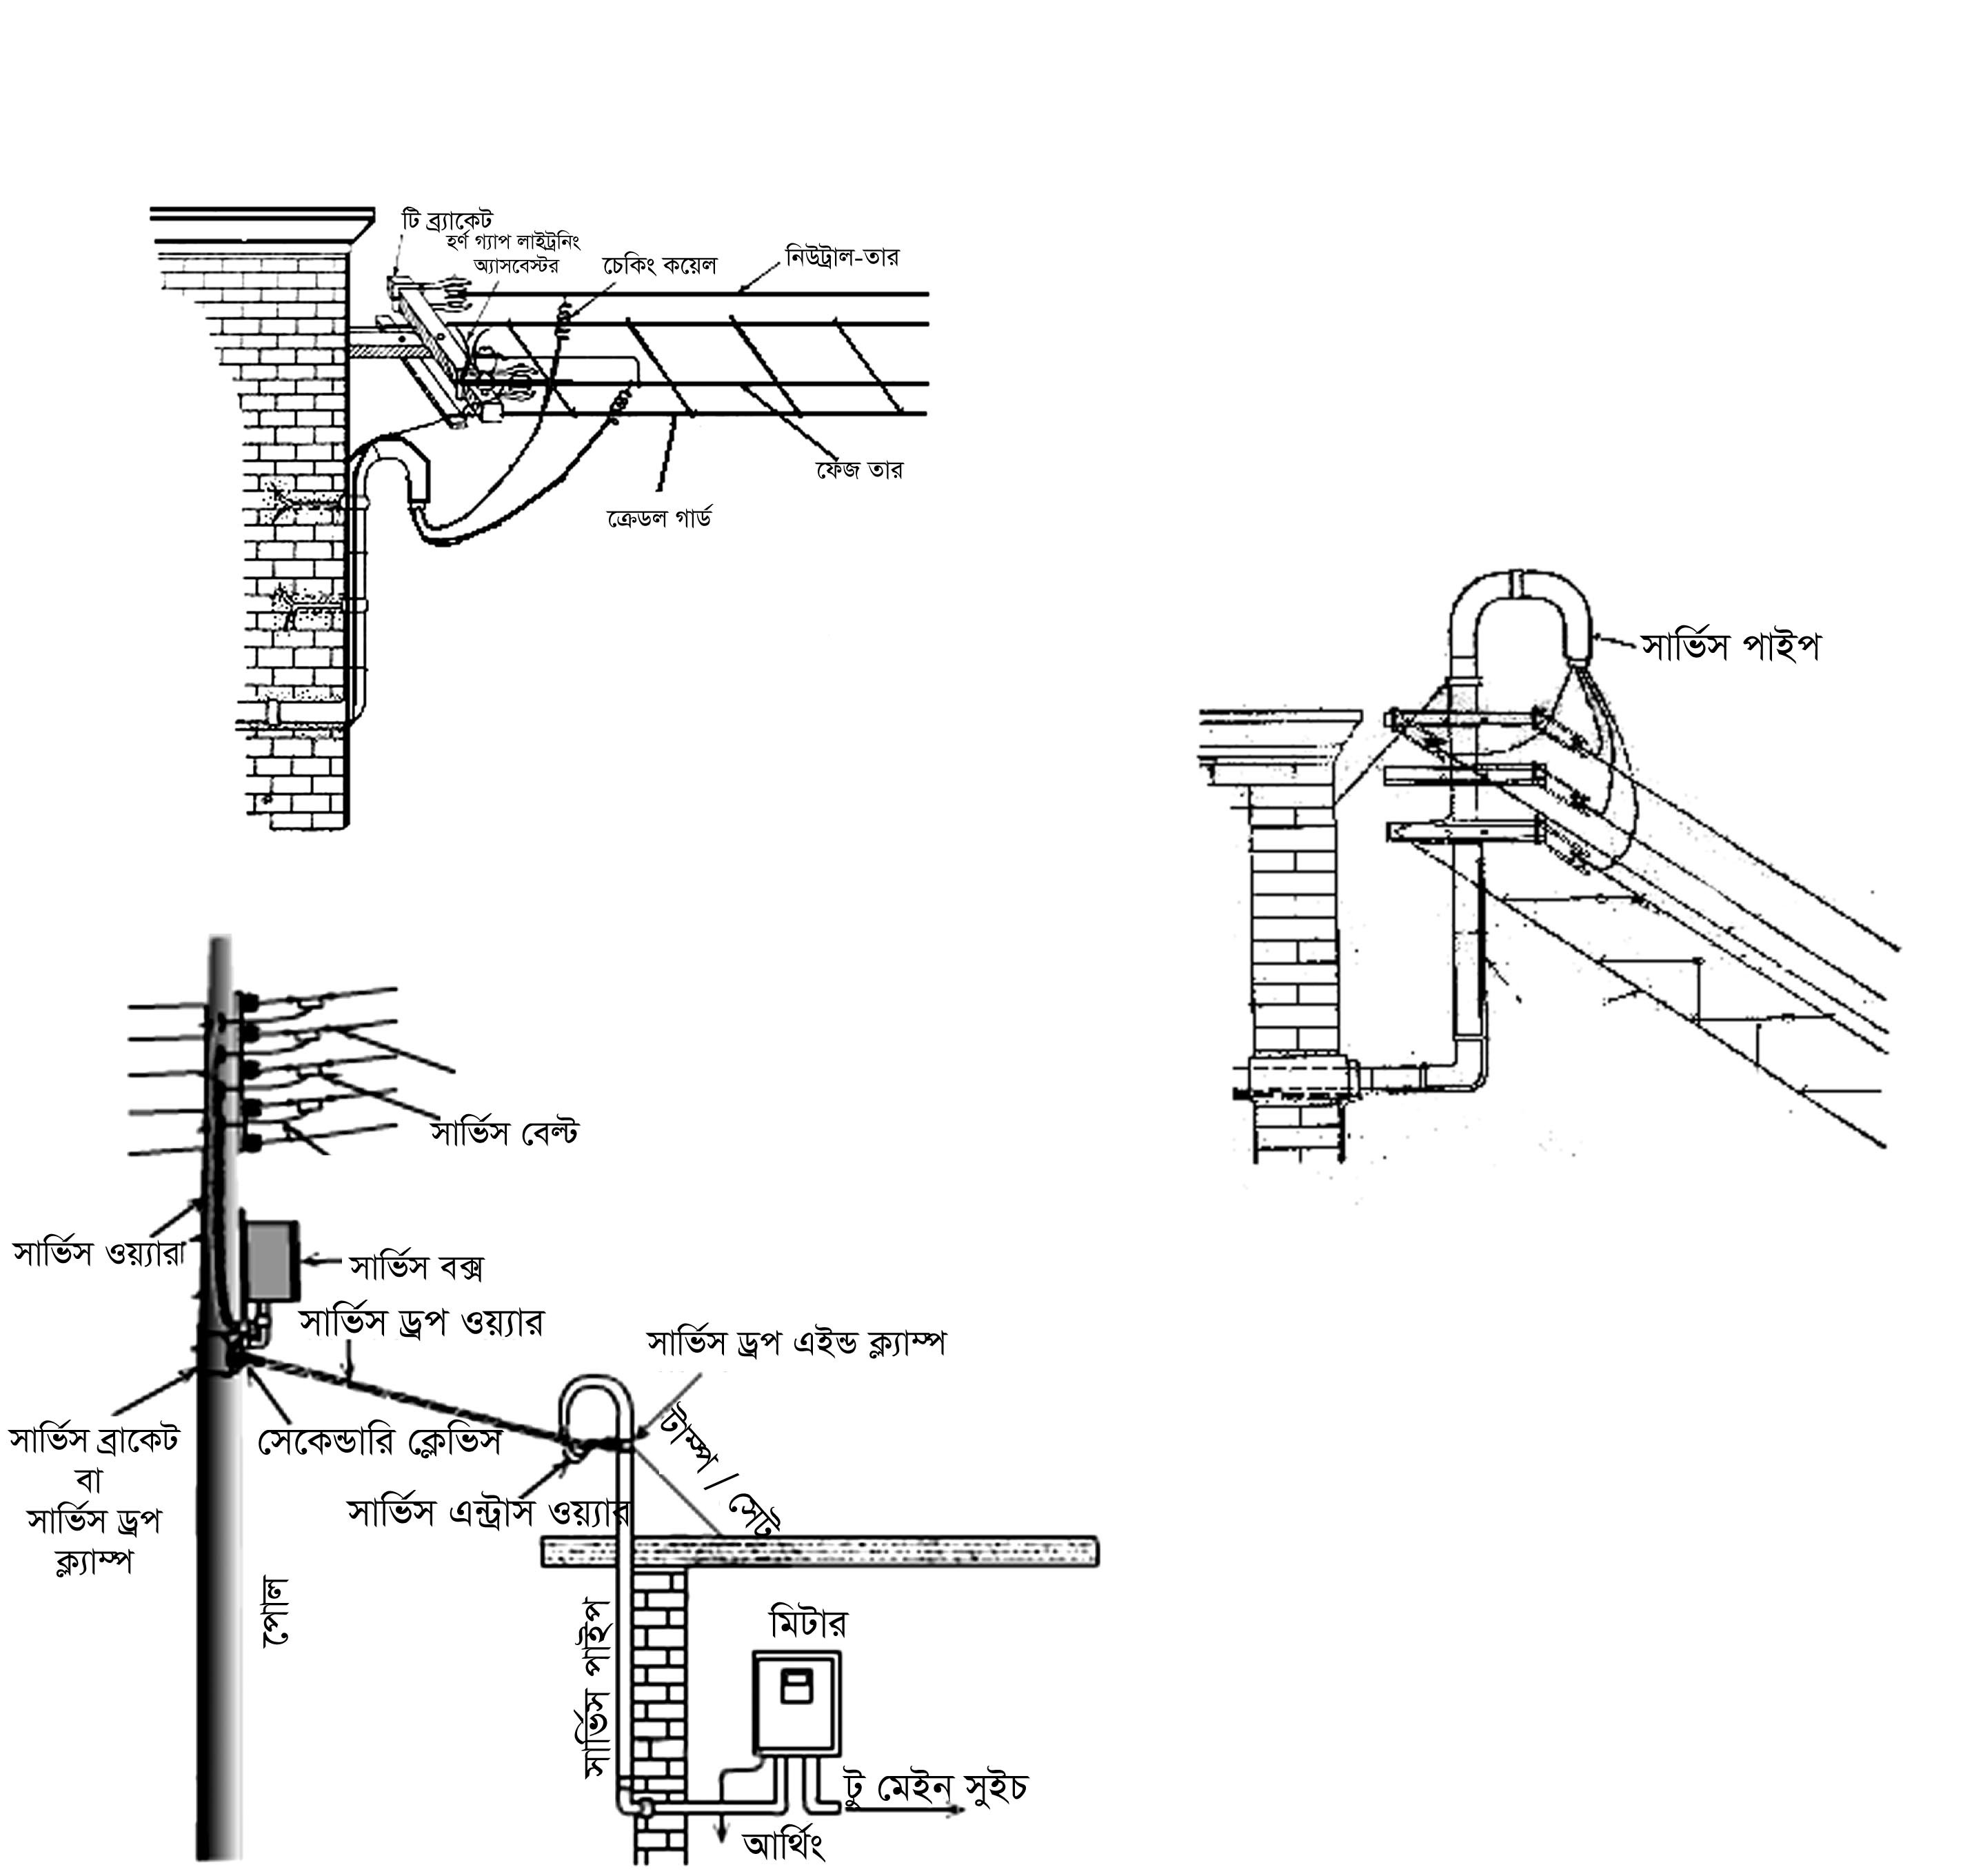 টি ব্র্যাকেট
হর্ণ গ্যাপ লাইট্রনিং
অ্যাসবেস্টর
চেকিং কয়েল
নিউট্রাল-তার
ফেজ তার
ক্রেডল গার্ড
সার্ভিস পাইপ
সার্ভিস বেল্ট
সার্ভিস ওয়্যার
সার্ভিস বক্স
সার্ভিস ড্রপ ওয়্যার
সার্ভিস ড্রপ এইন্ড ক্ল্যাম্প
সার্ভিস ব্রাকেট
বা
সার্ভিস ড্রপ
ক্ল্যাম্প
সেকেন্ডারি ক্লেভিস
টাম্প / সেট
সার্ভিস এন্ট্রাস ওয়্যার
পোল
সার্ভিস পাইপ
মিটার
টু মেইন সুইচ
আর্থিং